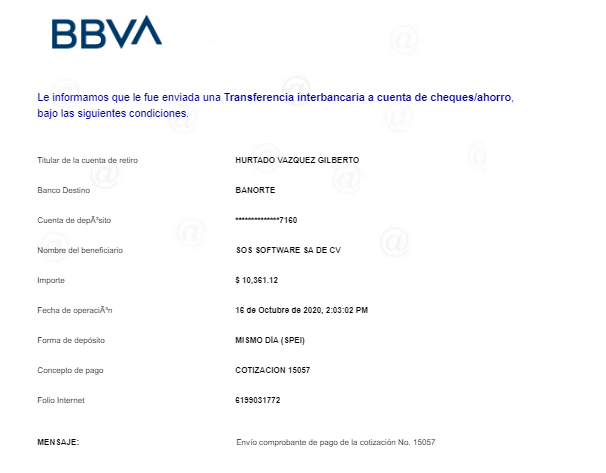 BBVA
Le informamos que le fue enviada una Transferencia interbancaria a cuenta de cheques/ahorro,
bajo las siguientes condiciones.
Titular de la cuenta de retiro HURTADO VAZQUEZ GILBERTO
Banco Destino BANORTE
Cuenta de depÃ³sito **************7160
Nombre del beneficiario SOS SOFTWARE SA DE CV
Importe $ 10,361.12
Fecha de operaciÃ³n 16 de Octubre de 2020, 2:03:02 PM
Forma de depósito MISMO DÍA (SPEI)
Concepto de pago COTIZACION 15057
Folio Internet 6199031772
MENSAJE: Envío comprobante de pago de la cotización No. 15057